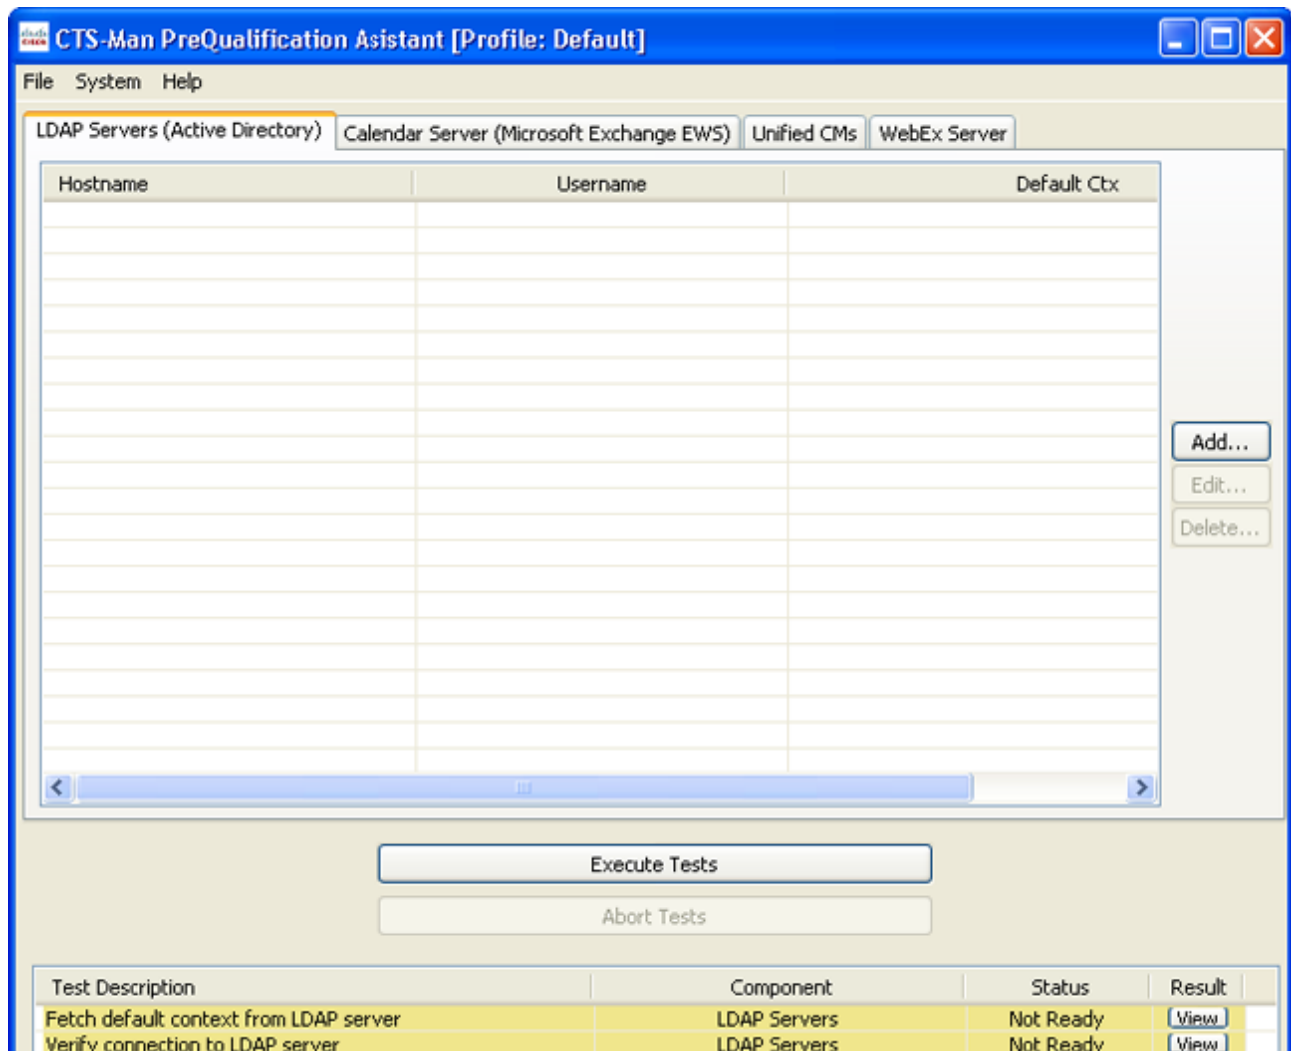 CTS-Man PreQualification Asistant [Profile: Default]
File System Help
LDAP Servers (Active Directory) Calendar Server (Microsoft Exchange EWS) Unified CMs WebEx Server
Hostname Username Default Ctx
Add...
Edit...
Delete...
Execute Tests
Abort Tests
Test Description Component Status Result
Fetch default context from LDAP server LDAP Servers Not Ready View
Verify connection to LDAP server LDAP Servers Not Ready View